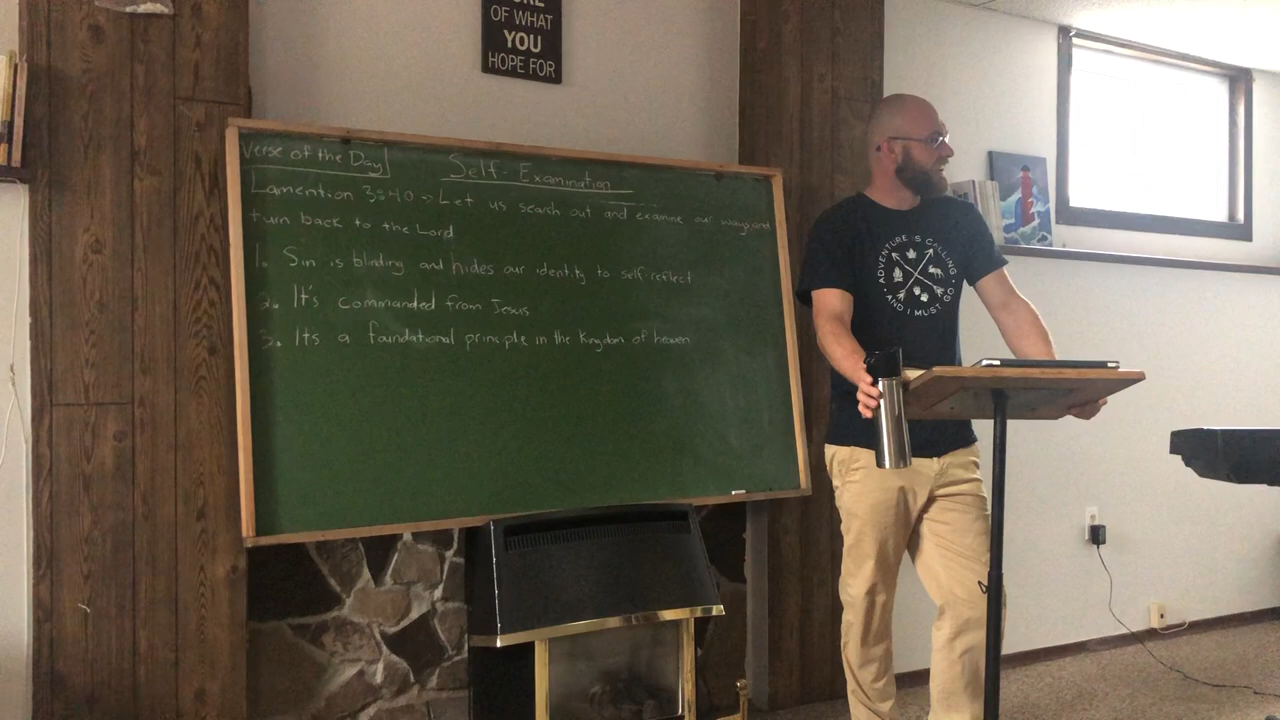 OF WHAT
YOU
HOPE FOR
Verse of the Day
Self-Examination
Lamention 3:40 -> Let us search out and examine our ways and
turn back to the Lord
1. Sin is blinding and hides our identity to self-reflect
2. It's commanded from Jesus
3. Its a foundational principle in the Kingdom of heaven
ADVENTURE IS CALLING
AND I MUST GO